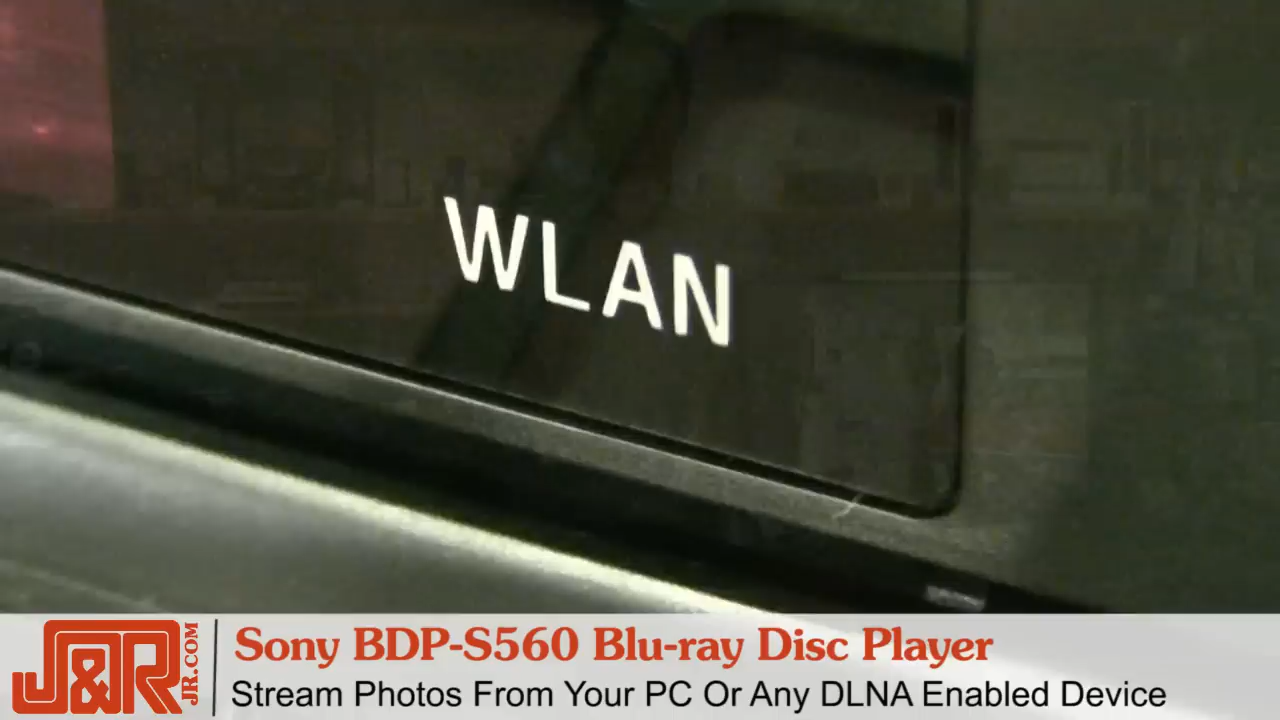 WLAN
J&R
JR.COM
Sony BDP-S560 Blu-ray Disc Player
Stream Photos From Your PC Or Any DLNA Enabled Device